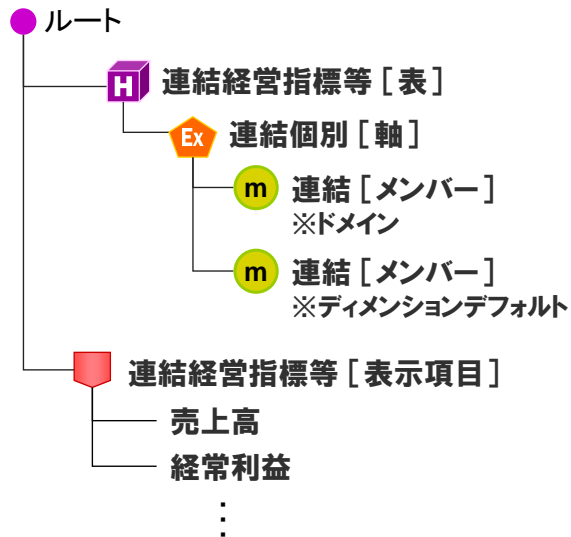 ルート
H 連結経営指標等［表］
Ex 連結個別［軸］
m 連結［メンバー］
※ドメイン
m 連結［メンバー］
※ディメンションデフォルト
連結経営指標等［表示項目］
売上高
経常利益
⋮